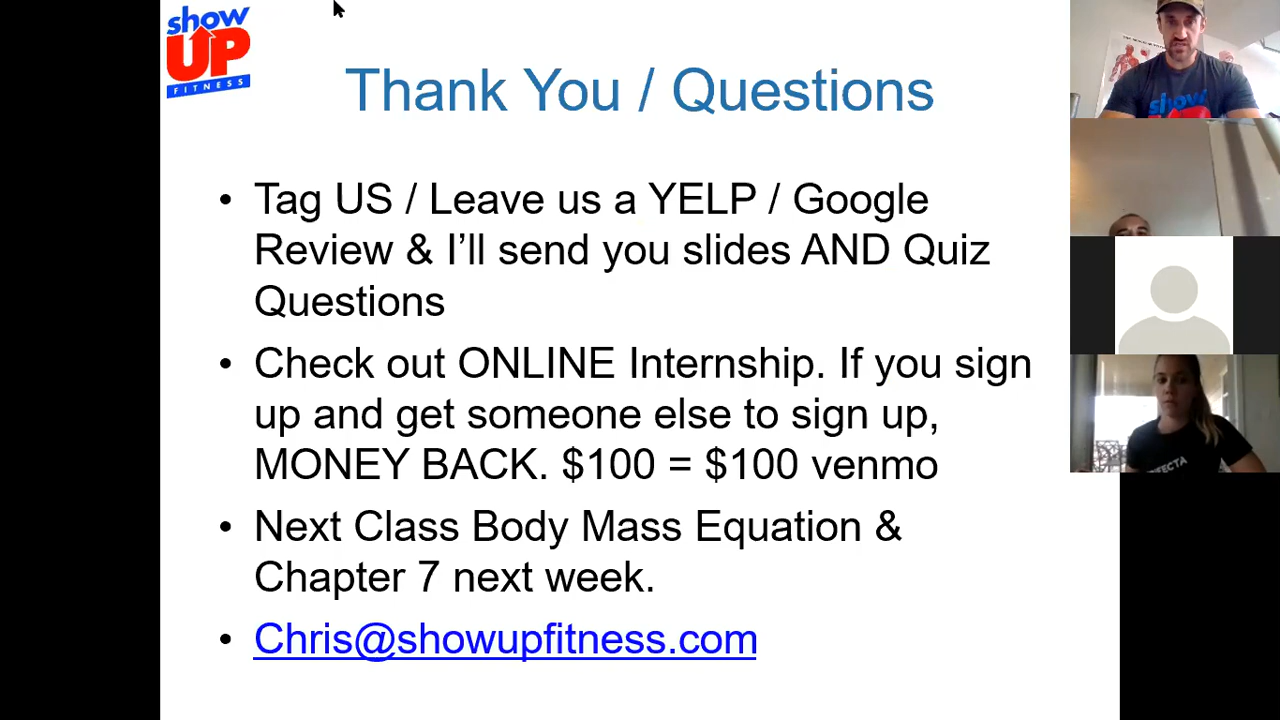 show
UP
FITNESS
Thank You / Questions
• Tag US / Leave us a YELP / Google
Review & I’ll send you slides AND Quiz
Questions
• Check out ONLINE Internship. If you sign
up and get someone else to sign up,
MONEY BACK. $100 = $100 venmo
• Next Class Body Mass Equation &
Chapter 7 next week.
• Chris@showupfitness.com
show